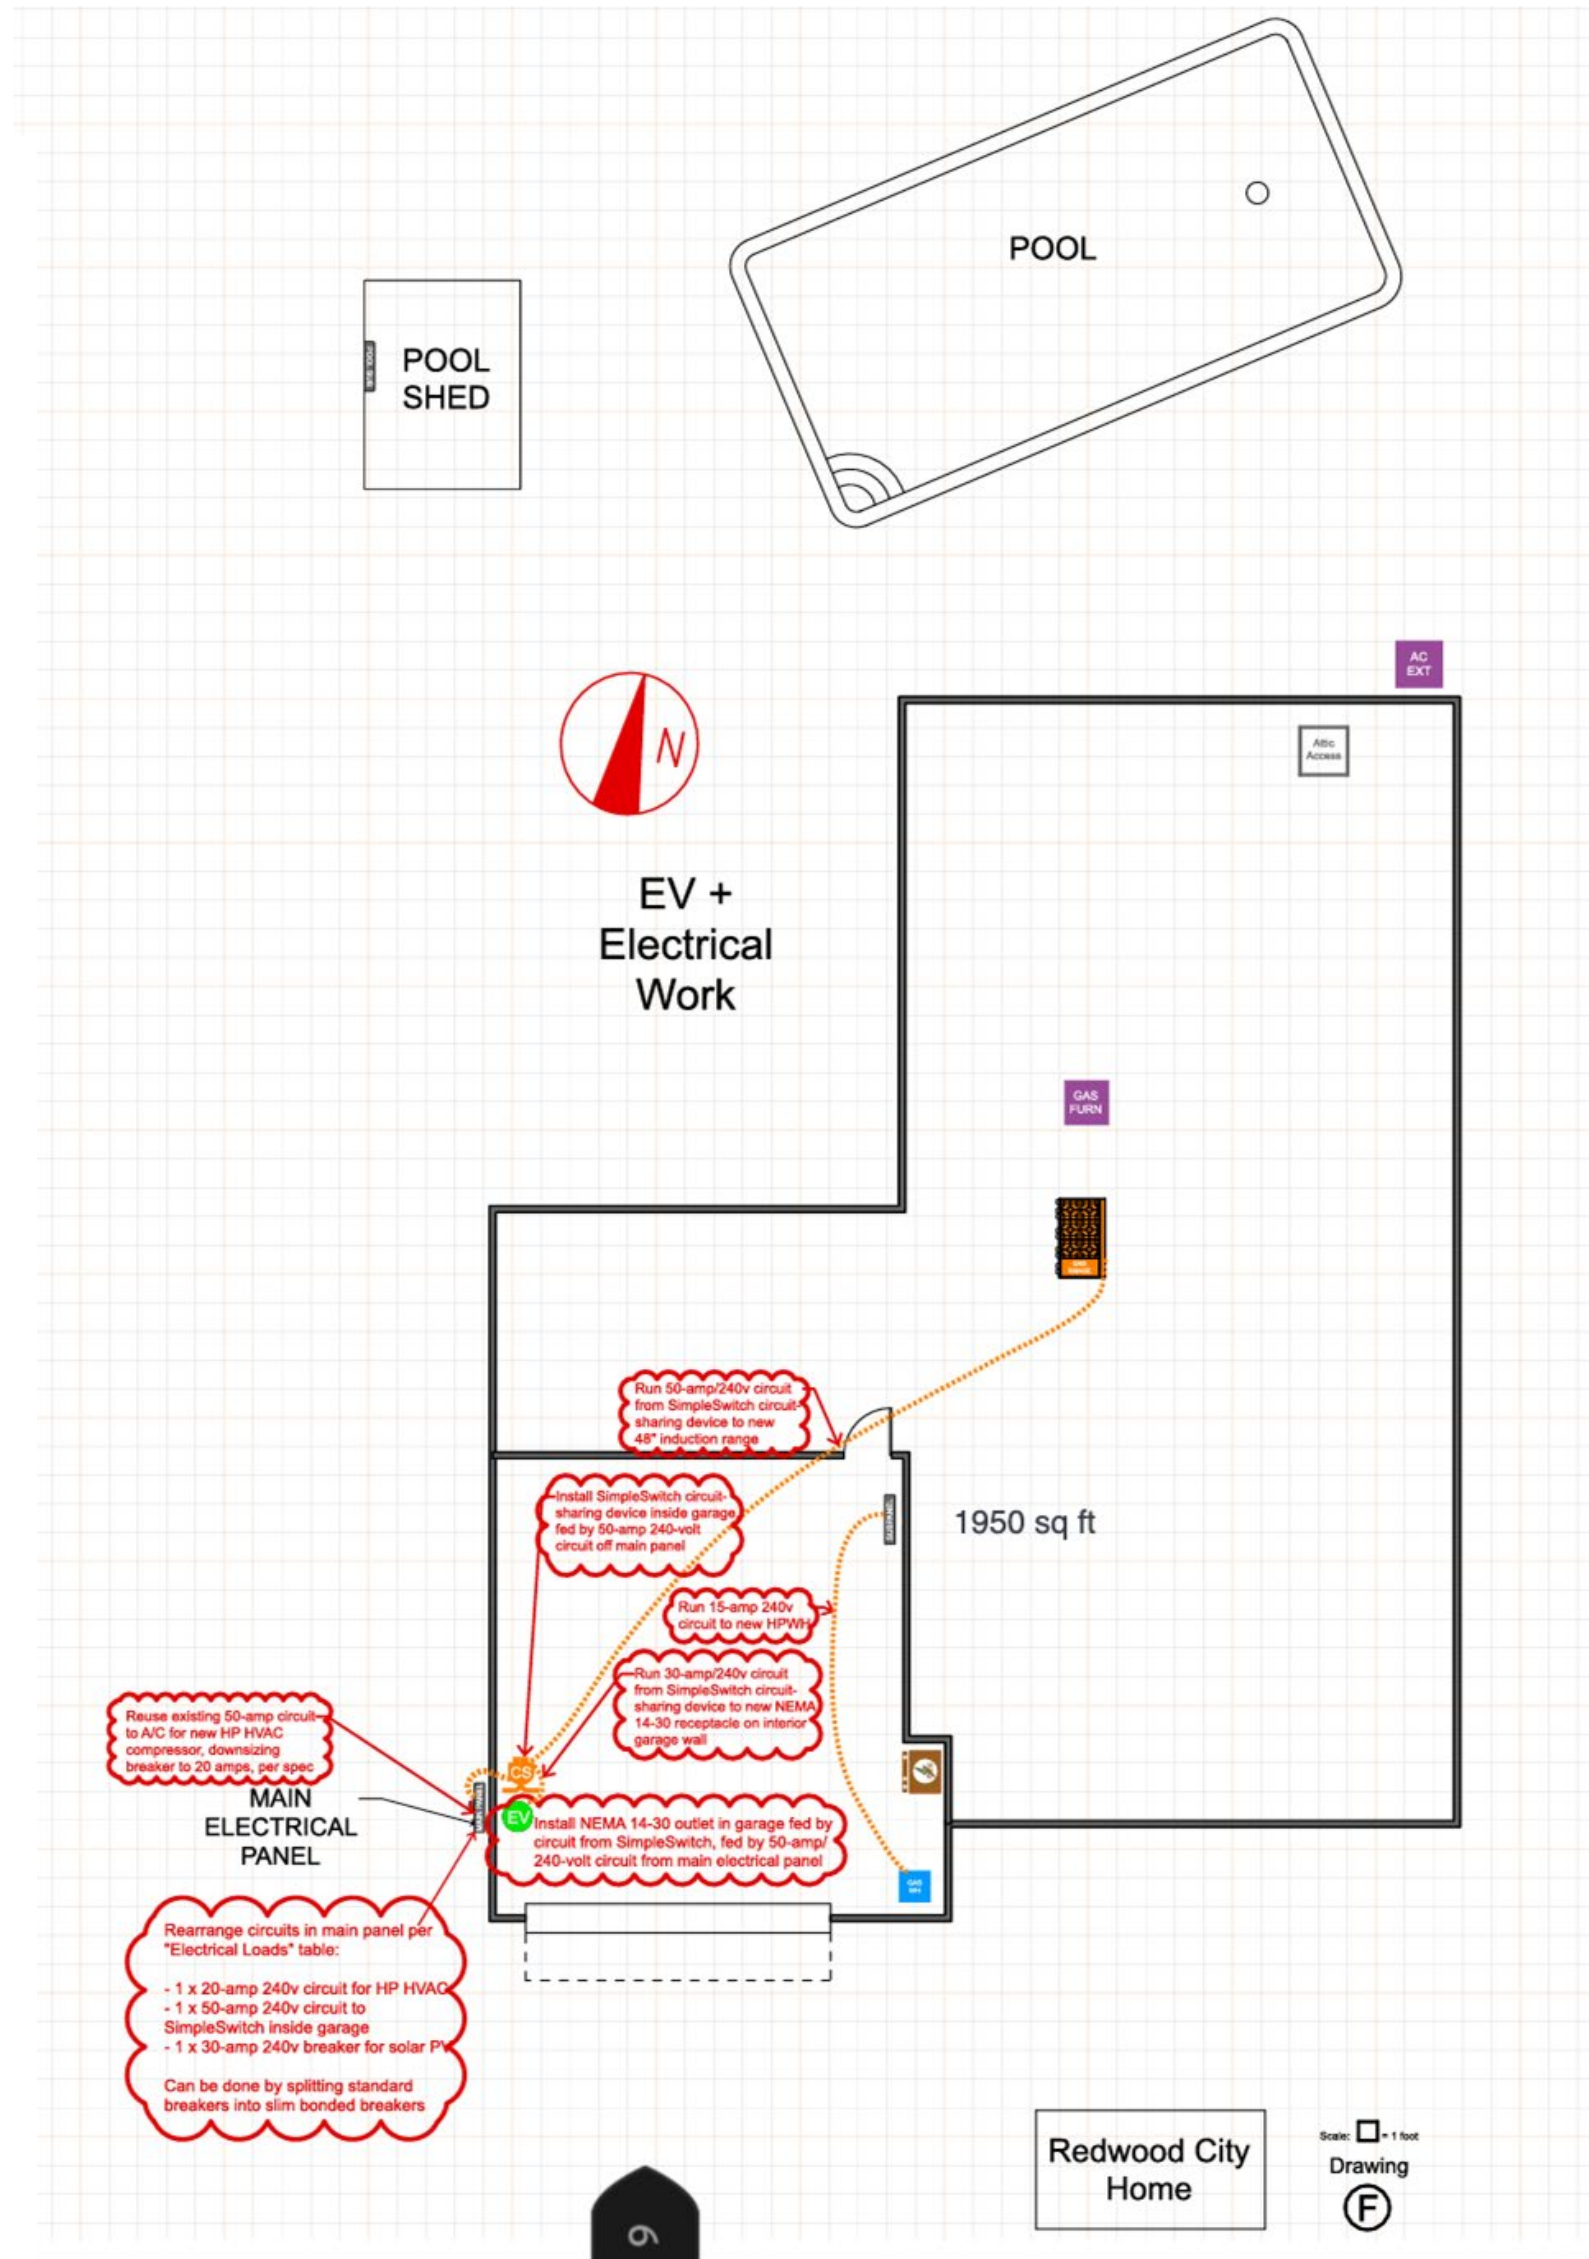 POOL
POOL
SHED
AC
EXT
Attic
Access
N
EV +
Electrical
Work
GAS
FURN
GAS
RANGE
Run 50-amp/240v circuit
from SimpleSwitch circuit-
sharing device to new
48" induction range
Install SimpleSwitch circuit-
sharing device inside garage
fed by 50-amp 240-volt
circuit off main panel
SUBPANEL
1950 sq ft
Run 15-amp 240v
circuit to new HPWH
Run 30-amp/240v circuit
from SimpleSwitch circuit-
sharing device to new NEMA
14-30 receptacle on interior
garage wall
Reuse existing 50-amp circuit
to A/C for new HP HVAC
compressor, downsizing
breaker to 20 amps, per spec
CS
MAIN
ELECTRICAL
PANEL
EV
Install NEMA 14-30 outlet in garage fed by
circuit from SimpleSwitch, fed by 50-amp/
240-volt circuit from main electrical panel
GAS
WH
Rearrange circuits in main panel per
"Electrical Loads" table:
- 1 x 20-amp 240v circuit for HP HVAC
- 1 x 50-amp 240v circuit to
SimpleSwitch inside garage
- 1 x 30-amp 240v breaker for solar PV
Can be done by splitting standard
breakers into slim bonded breakers
Redwood City
Home
Scale: = 1 foot
Drawing
F
6